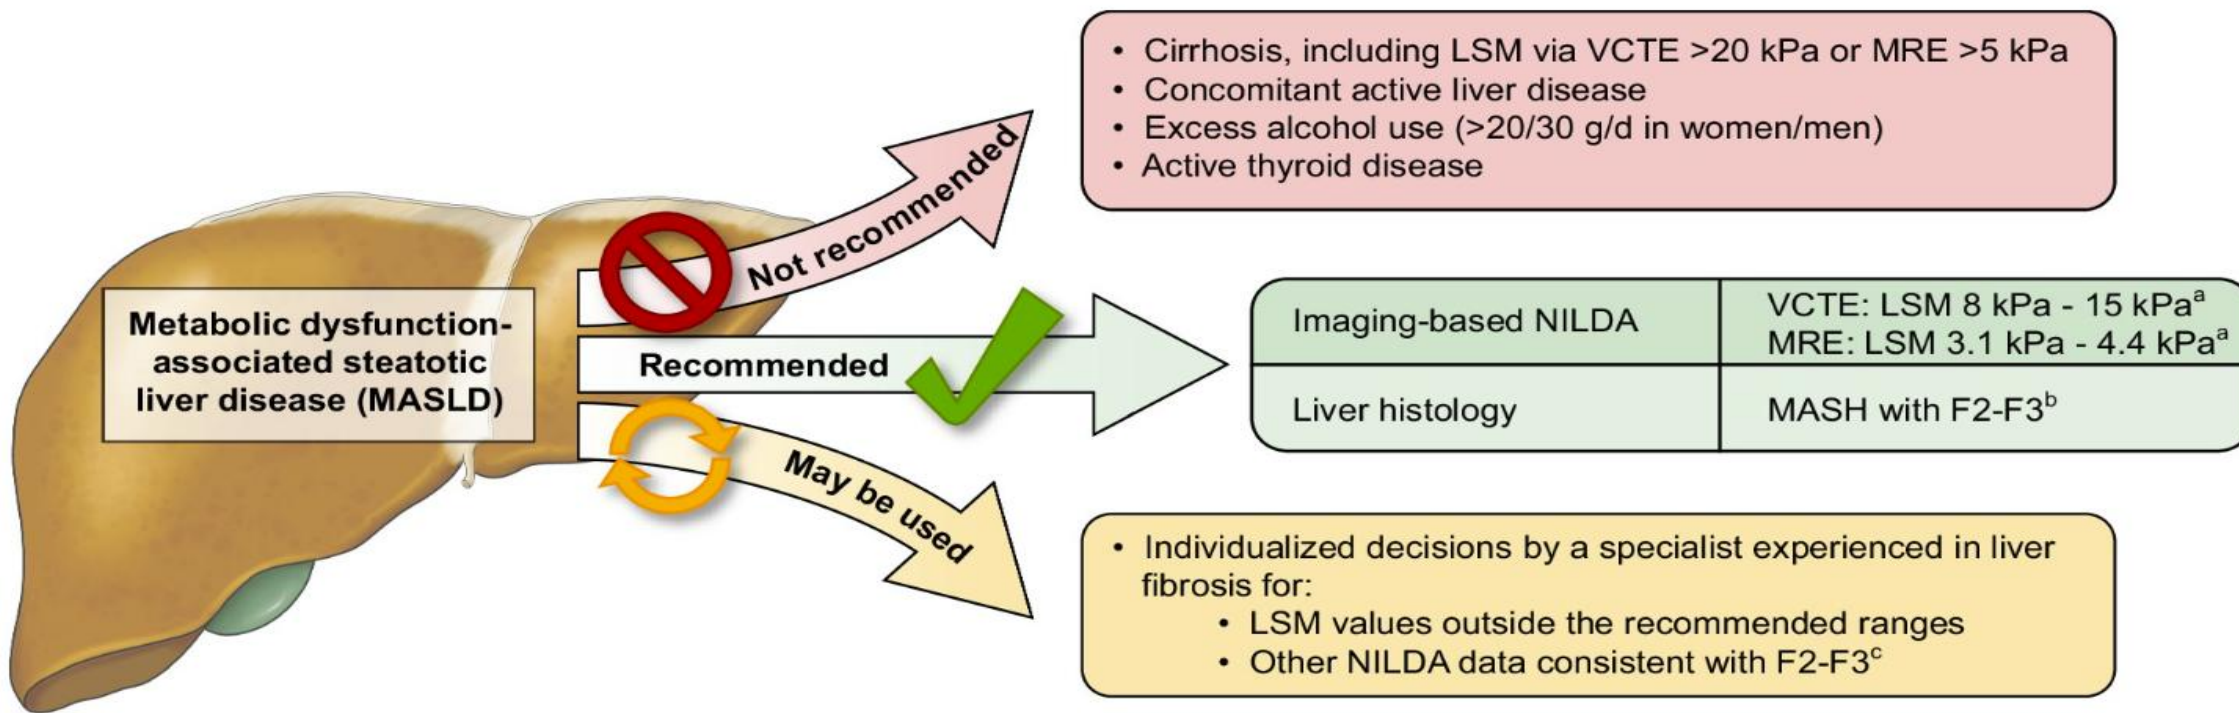 Metabolic dysfunction-
associated steatotic
liver disease (MASLD)
Not recommended
• Cirrhosis, including LSM via VCTE >20 kPa or MRE >5 kPa
• Concomitant active liver disease
• Excess alcohol use (>20/30 g/d in women/men)
• Active thyroid disease
Recommended
Imaging-based NILDA
VCTE: LSM 8 kPa - 15 kPaᵃ
MRE: LSM 3.1 kPa - 4.4 kPaᵃ
Liver histology
MASH with F2-F3ᵇ
May be used
• Individualized decisions by a specialist experienced in liver
fibrosis for:
• LSM values outside the recommended ranges
• Other NILDA data consistent with F2-F3ᶜ